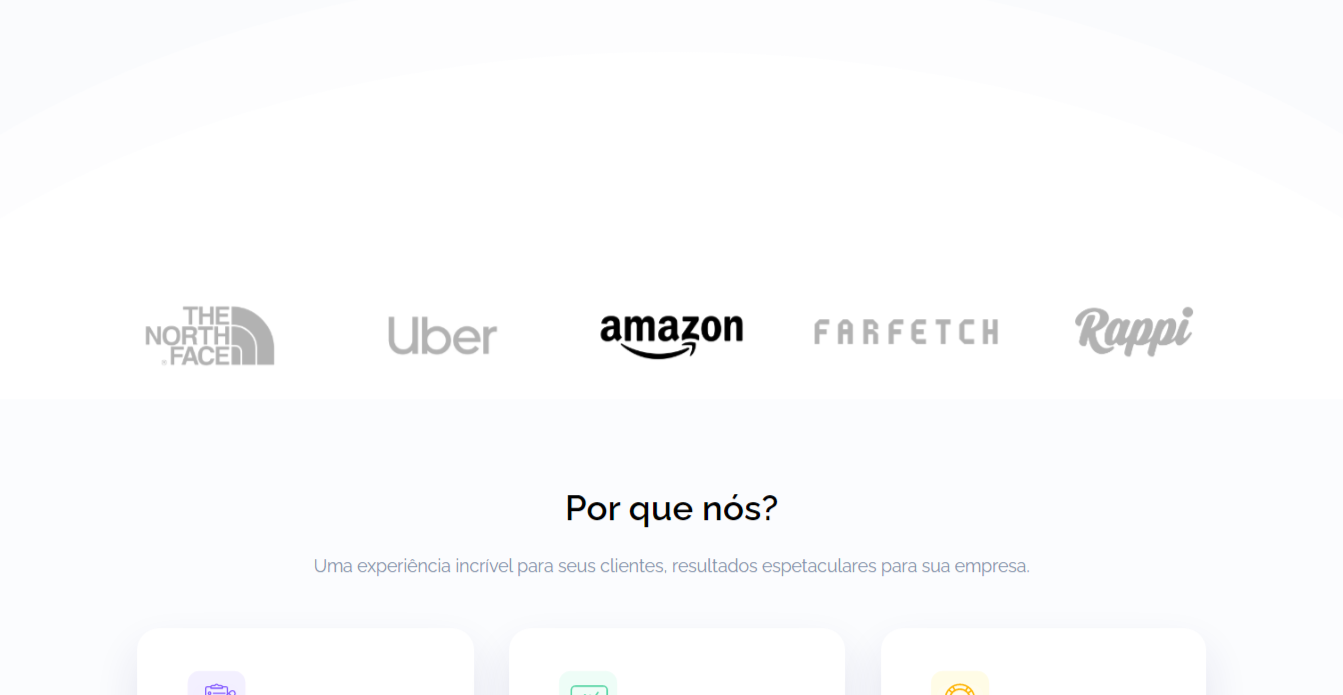 THE
NORTH
FACE
Uber
amazon
FARFETCH
Rappi
Por que nós?
Uma experiência incrível para seus clientes, resultados espetaculares para sua empresa.